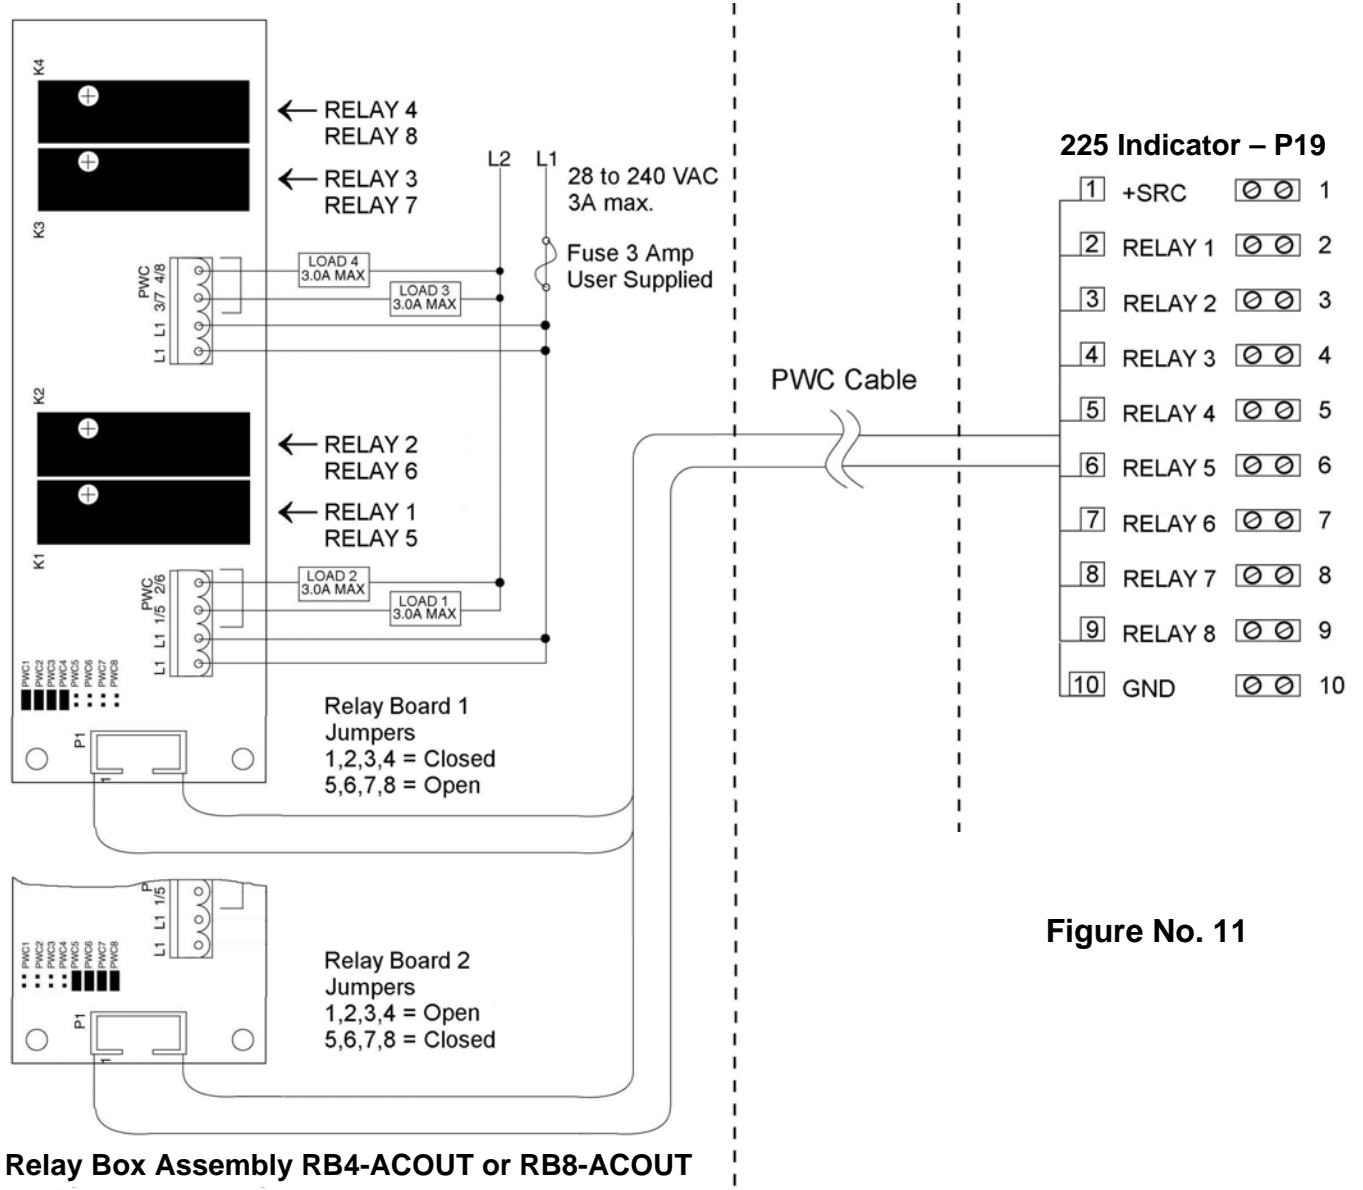 K4
RELAY 4
RELAY 8
RELAY 3
RELAY 7
K3
L2 L1
28 to 240 VAC
3A max.
Fuse 3 Amp
User Supplied
PWC
4/8
3/7
L1
L1
LOAD 4
3.0A MAX
LOAD 3
3.0A MAX
K2
RELAY 2
RELAY 6
RELAY 1
RELAY 5
K1
PWC
2/6
1/5
L1
L1
LOAD 2
3.0A MAX
LOAD 1
3.0A MAX
PWC1
PWC2
PWC3
PWC4
PWC5
PWC6
PWC7
PWC8
P1
1
Relay Board 1
Jumpers
1,2,3,4 = Closed
5,6,7,8 = Open
PWC Cable
225 Indicator – P19
1 +SRC 1
2 RELAY 1 2
3 RELAY 2 3
4 RELAY 3 4
5 RELAY 4 5
6 RELAY 5 6
7 RELAY 6 7
8 RELAY 7 8
9 RELAY 8 9
10 GND 10
1/5
L1
L1
PWC1
PWC2
PWC3
PWC4
PWC5
PWC6
PWC7
PWC8
P1
1
Relay Board 2
Jumpers
1,2,3,4 = Open
5,6,7,8 = Closed
Figure No. 11
Relay Box Assembly RB4-ACOUT or RB8-ACOUT